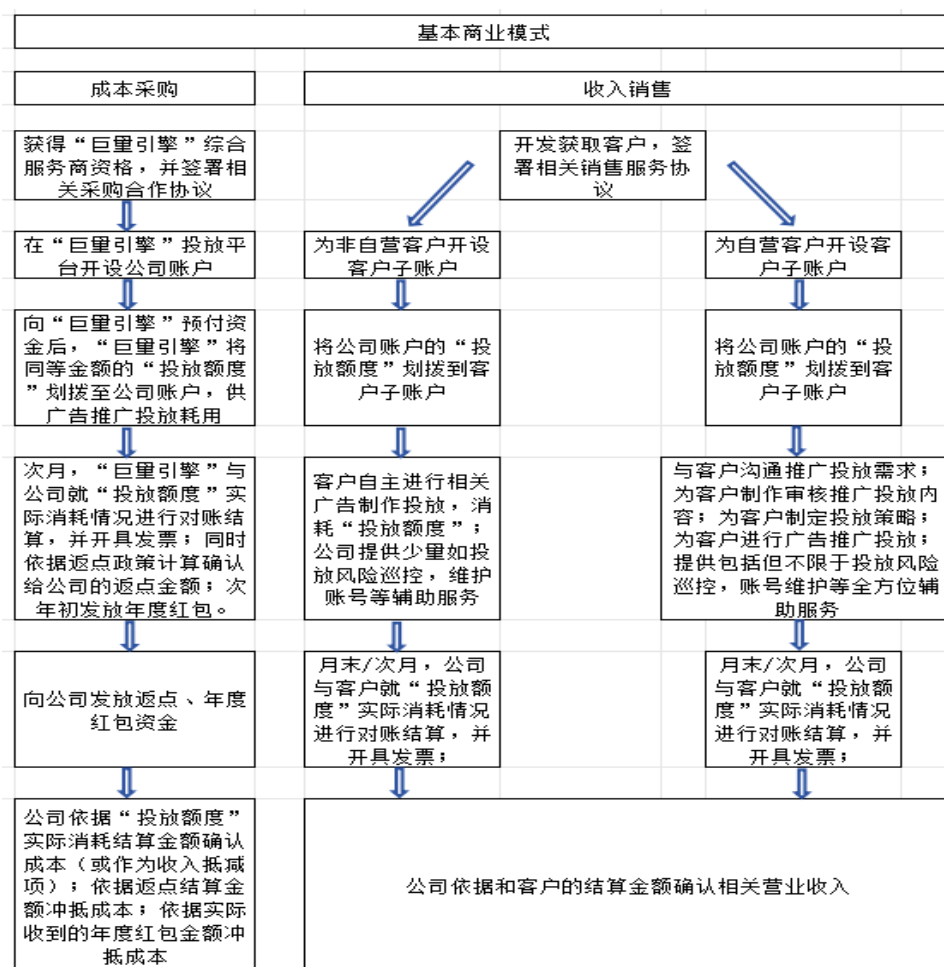 基本商业模式
成本采购
收入销售
获得“巨量引擎”综合
服务商资格，并签署相
关采购合作协议
在“巨量引擎”投放平
台开设公司账户
向“巨量引擎”预付资
金后，“巨量引擎”将
同等金额的“投放额度
”划拨至公司账户，供
广告推广投放耗用
次月，“巨量引擎”与
公司就“投放额度”实
际消耗情况进行对账结
算，并开具发票；同时
依据返点政策计算确认
给公司的返点金额；次
年初发放年度红包。
向公司发放返点、年度
红包资金
公司依据“投放额度”
实际消耗结算金额确认
成本（或作为收入抵减
项）；依据返点结算金
额冲抵成本；依据实际
收到的年度红包金额冲
抵成本
开发获取客户，签
署相关销售服务协
议
为非自营客户开设
客户子账户
将公司账户的“投
放额度”划拨到客
户子账户
客户自主进行相关
广告制作投放，消
耗“投放额度”；
公司提供少量如投
放风险巡控，维护
账号等辅助服务
月末/次月，公司
与客户就“投放额
度”实际消耗情况
进行对账结算，并
开具发票；
为自营客户开设客
户子账户
将公司账户的“投
放额度”划拨到客
户子账户
与客户沟通推广投放需求；
为客户制作审核推广投放内
容；为客户制定投放策略；
为客户进行广告推广投放；
提供包括但不限于投放风险
巡控，账号维护等全方位辅
助服务
月末/次月，公司
与客户就“投放额
度”实际消耗情况
进行对账结算，并
开具发票；
公司依据和客户的结算金额确认相关营业收入